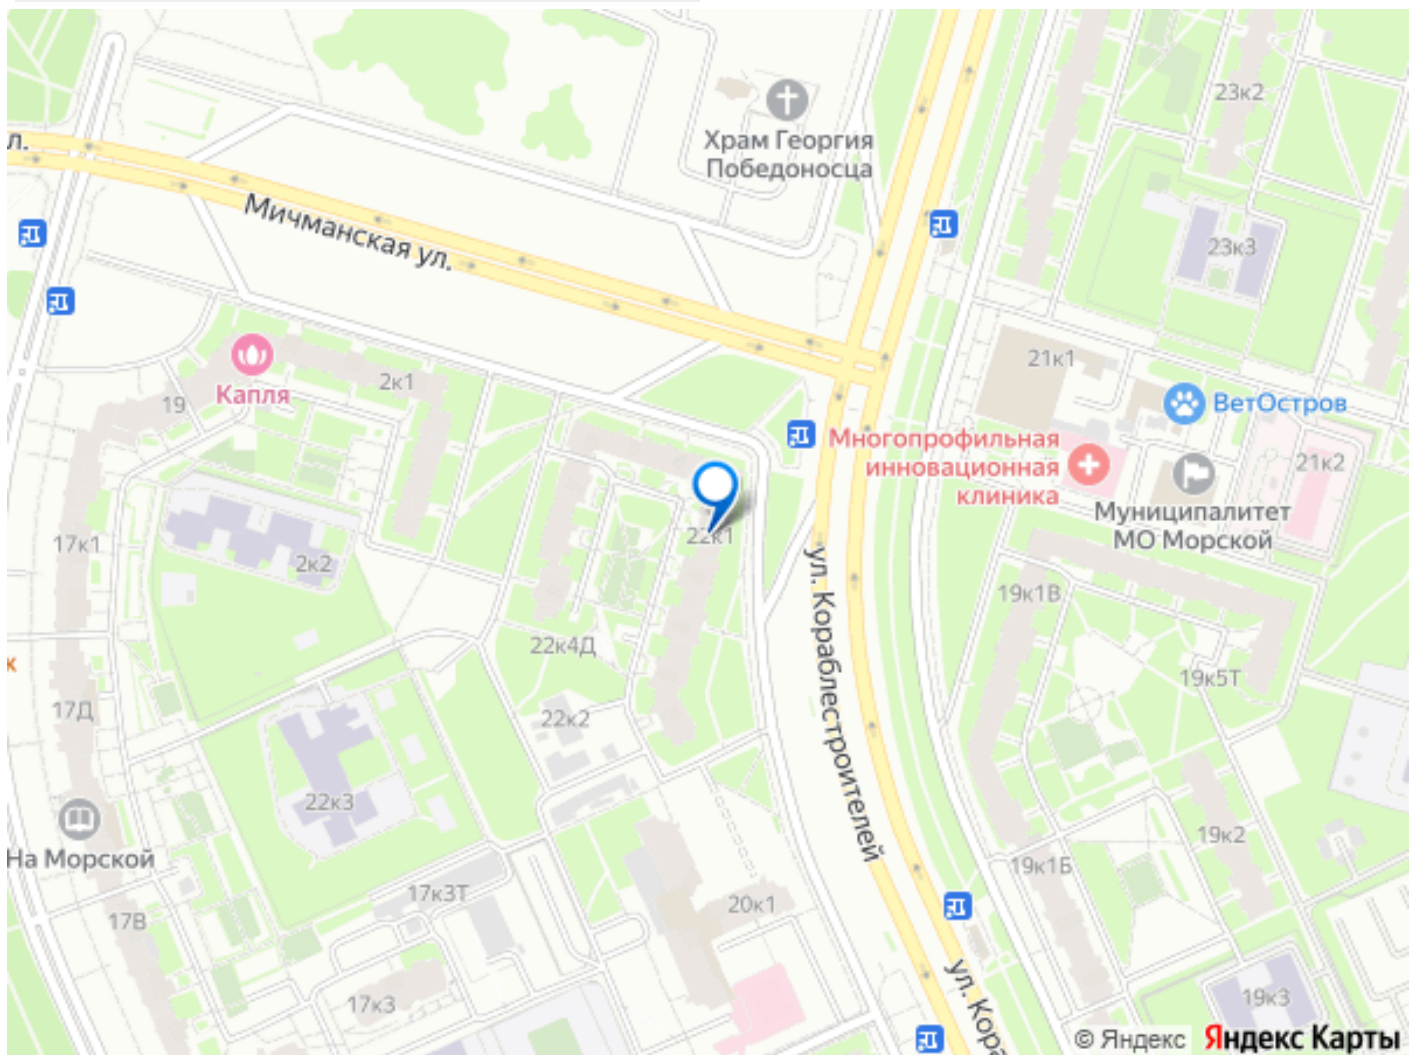 23к2
Храм Георгия
Победоносца
л.
Мичманская ул.
23к3
21к1
2к1
Капля
19
ВетОстров
Многопрофильная
инновационная
клиника
21к2
Муниципалитет
МО Морской
22к1
17к1
2к2
19к1В
ул. Кораблестроителей
22к4Д
к
19к5Т
17Д
22к2
22к3
На Морской
19к2
19к1Б
17к3Т
20к1
17В
17к3
ул. Кора
19к3
© Яндекс Яндекс Карты